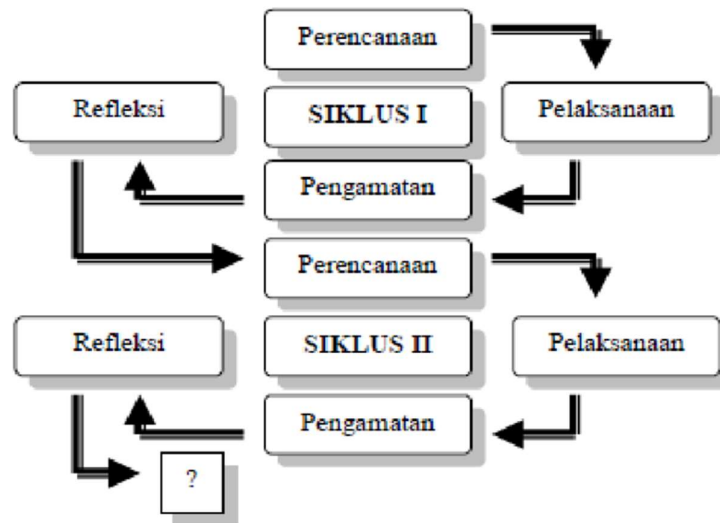 Perencanaan
Refleksi
SIKLUS I
Pelaksanaan
Pengamatan
Perencanaan
Refleksi
SIKLUS II
Pelaksanaan
Pengamatan
?